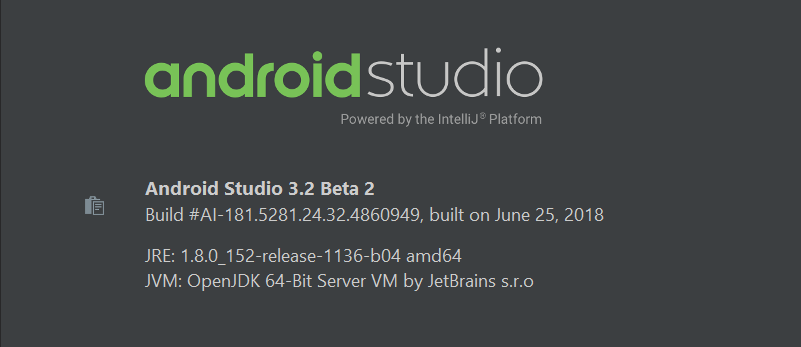 androidstudio
Powered by the IntelliJ® Platform
Android Studio 3.2 Beta 2
Build #AI-181.5281.24.32.4860949, built on June 25, 2018
JRE: 1.8.0_152-release-1136-b04 amd64
JVM: OpenJDK 64-Bit Server VM by JetBrains s.r.o